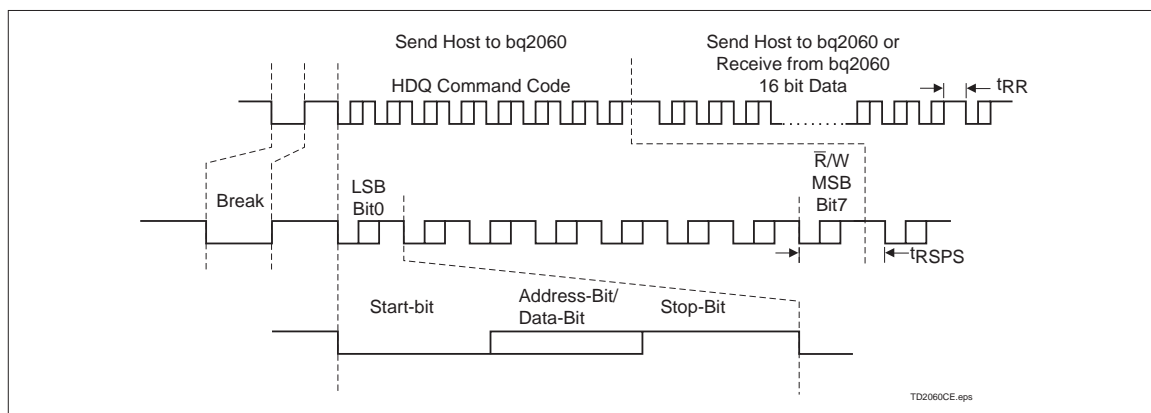 Send Host to bq2060
Send Host to bq2060 or
Receive from bq2060
16 bit Data
HDQ Command Code
tRR
R̅/W
MSB
Bit7
Break
LSB
Bit0
tRSPS
Start-bit
Address-Bit/
Data-Bit
Stop-Bit
TD2060CE.eps